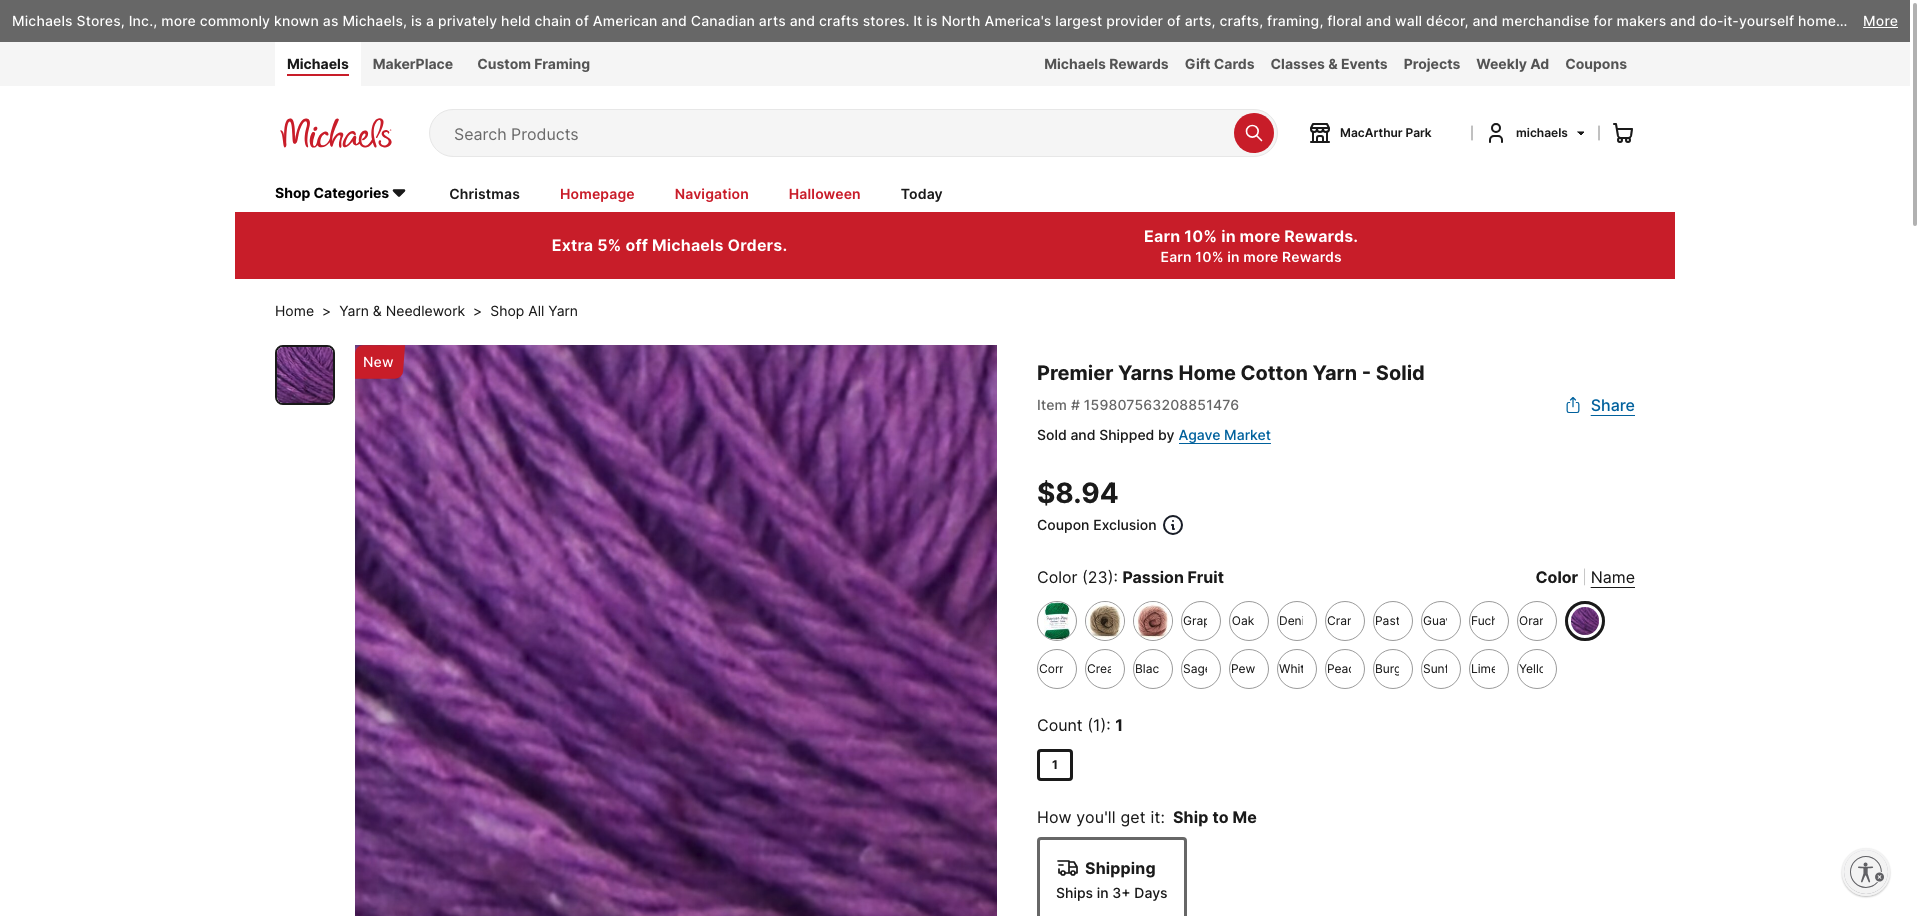 Michaels Stores, Inc., more commonly known as Michaels, is a privately held chain of American and Canadian arts and crafts stores. It is North America's largest provider of arts, crafts, framing, floral and wall décor, and merchandise for makers and do-it-yourself home... More
Michaels MakerPlace Custom Framing Michaels Rewards Gift Cards Classes & Events Projects Weekly Ad Coupons
Michaels Search Products MacArthur Park michaels
Shop Categories Christmas Homepage Navigation Halloween Today
Extra 5% off Michaels Orders.
Earn 10% in more Rewards.
Earn 10% in more Rewards
Home > Yarn & Needlework > Shop All Yarn
New
Premier Yarns Home Cotton Yarn - Solid
Item # 159807563208851476
Share
Sold and Shipped by Agave Market
$8.94
Coupon Exclusion
Color (23): Passion Fruit Color Name
Grap Oak Deni Crar Past Gua Fuch Orar
Corr Crea Blac Sage Pew Whit Peac Burg Sunf Lime Yello
Count (1): 1
1
How you'll get it: Ship to Me
Shipping
Ships in 3+ Days